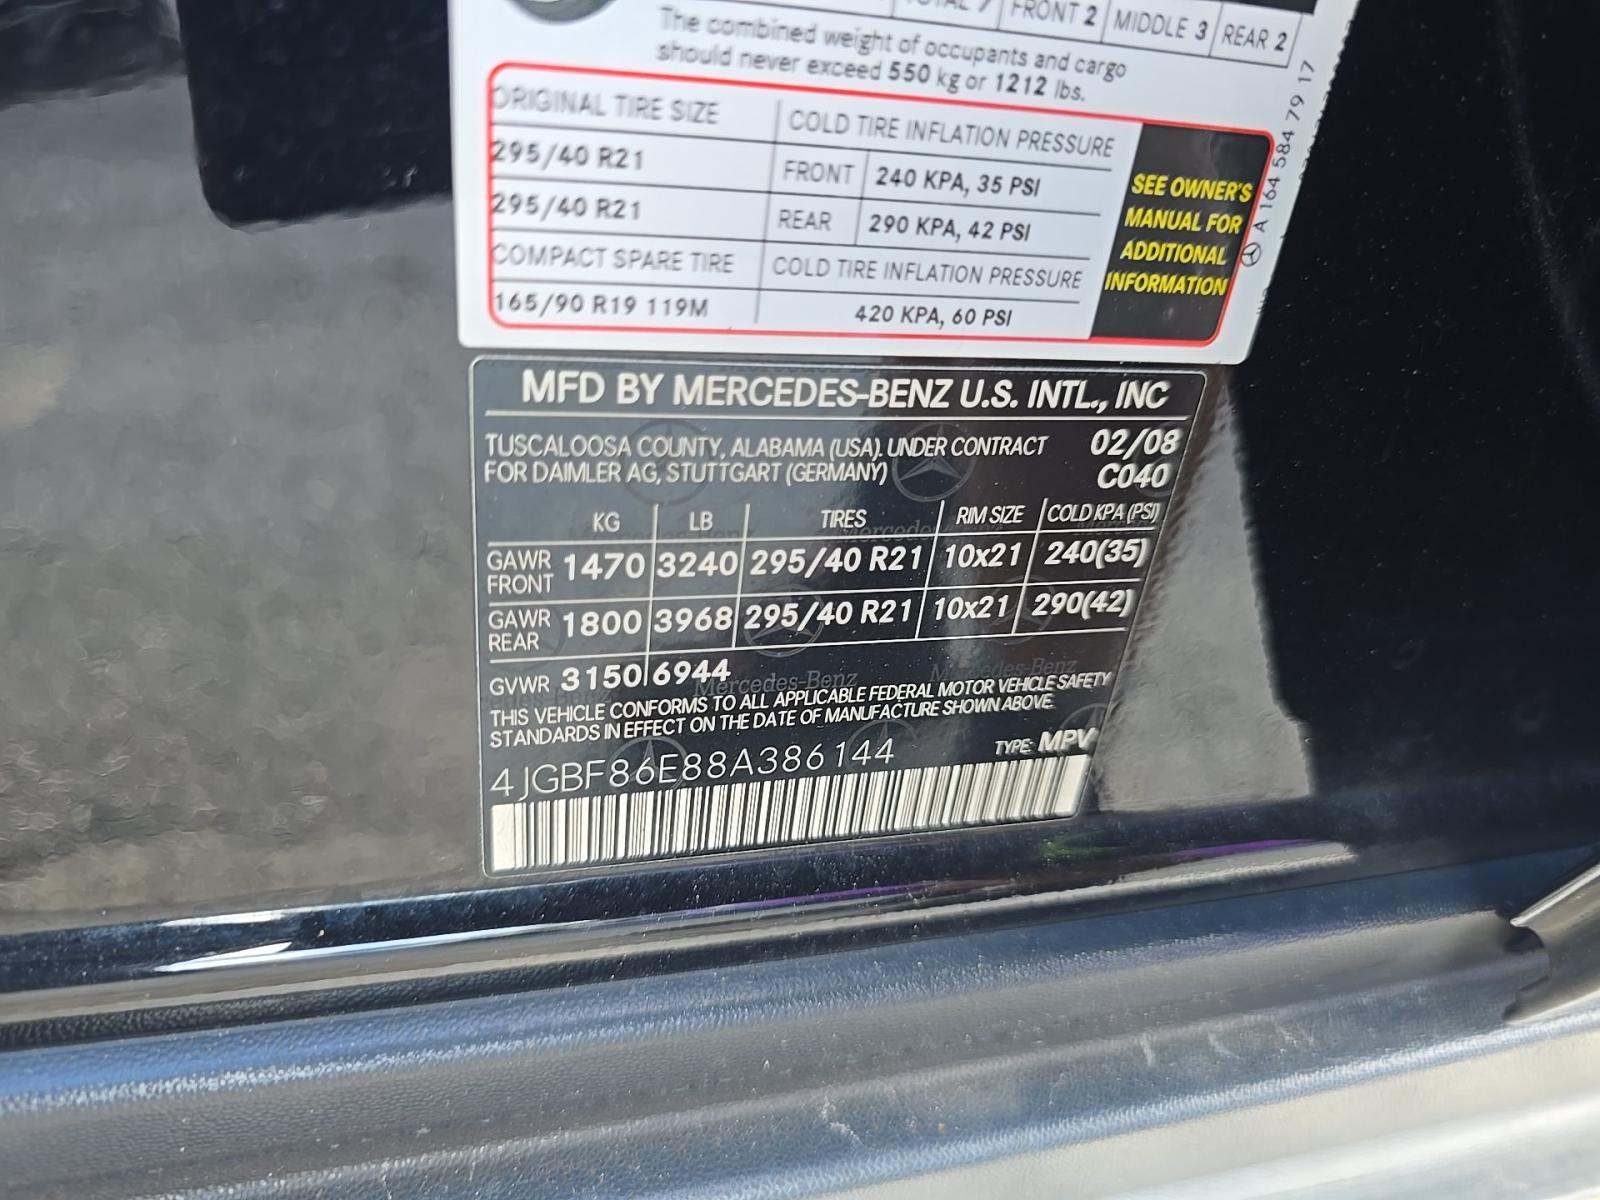 TOTAL 7 FRONT 2 MIDDLE 3 REAR 2
The combined weight of occupants and cargo
should never exceed 550 kg or 1212 lbs.
ORIGINAL TIRE SIZE COLD TIRE INFLATION PRESSURE
295/40 R21 FRONT 240 KPA, 35 PSI
295/40 R21 REAR 290 KPA, 42 PSI
COMPACT SPARE TIRE COLD TIRE INFLATION PRESSURE
165/90 R19 119M 420 KPA, 60 PSI
SEE OWNER'S
MANUAL FOR
ADDITIONAL
INFORMATION
A 164 584 79 17
MFD BY MERCEDES-BENZ U.S. INTL., INC
TUSCALOOSA COUNTY, ALABAMA (USA). UNDER CONTRACT 02/08
FOR DAIMLER AG, STUTTGART (GERMANY) C040
KG LB TIRES RIM SIZE COLD KPA (PSI)
GAWR FRONT 1470 3240 295/40 R21 10x21 240(35)
GAWR REAR 1800 3968 295/40 R21 10x21 290(42)
GVWR 3150 6944
Mercedes-Benz Mercedes-Benz
THIS VEHICLE CONFORMS TO ALL APPLICABLE FEDERAL MOTOR VEHICLE SAFETY
STANDARDS IN EFFECT ON THE DATE OF MANUFACTURE SHOWN ABOVE.
4JGBF86E88A386144 TYPE: MPV